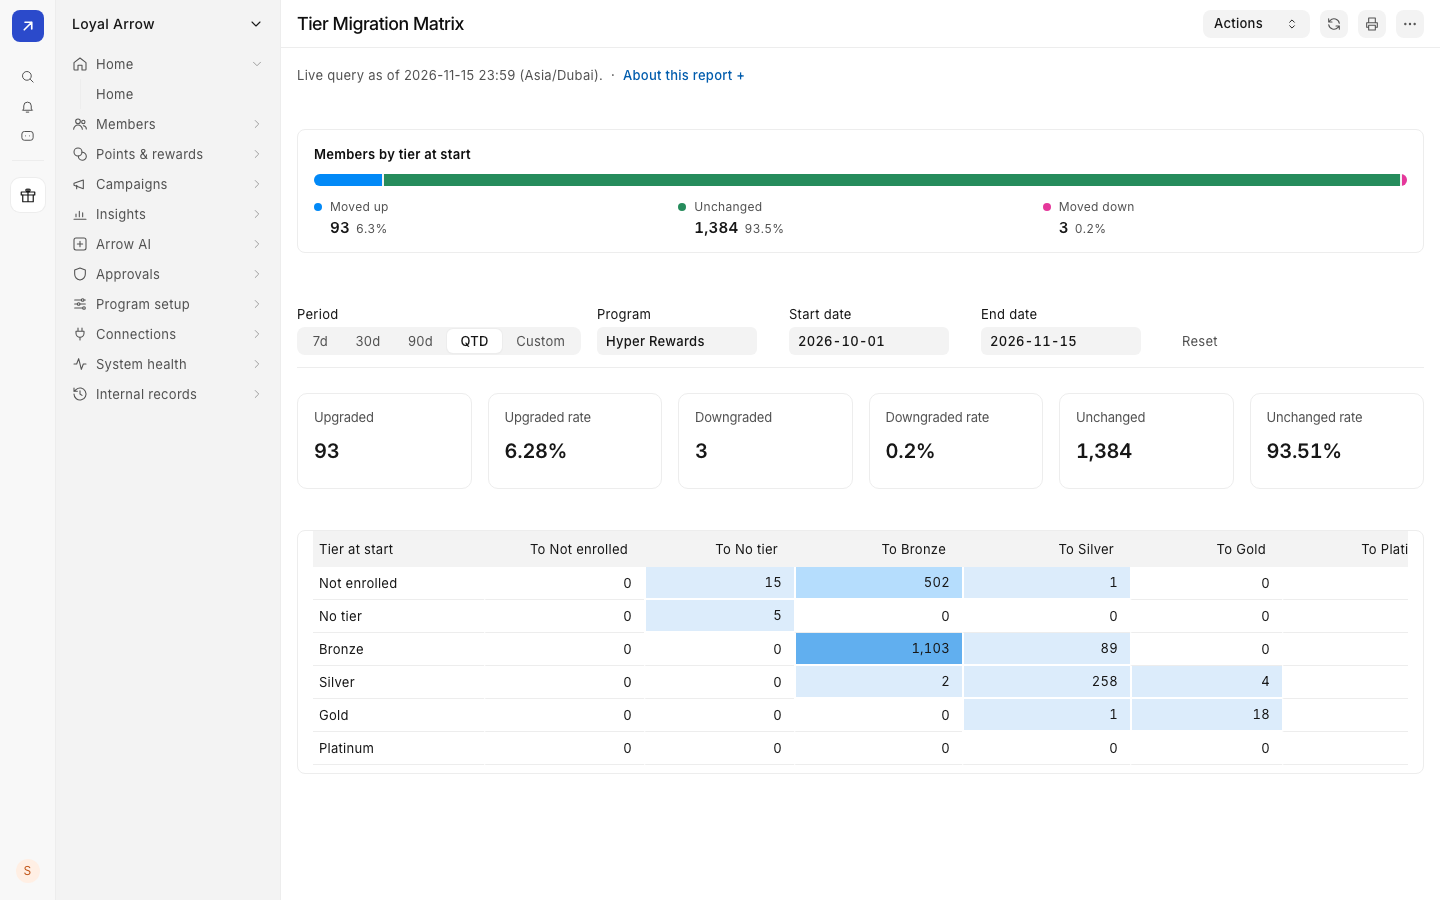 Loyal Arrow
Home
Home
Members
Points & rewards
Campaigns
Insights
Arrow AI
Approvals
Program setup
Connections
System health
Internal records
S
Tier Migration Matrix
Actions
Live query as of 2026-11-15 23:59 (Asia/Dubai). · About this report +
Members by tier at start
Moved up Unchanged Moved down
93 6.3% 1,384 93.5% 3 0.2%
Period Program Start date End date
7d 30d 90d QTD Custom Hyper Rewards 2026-10-01 2026-11-15 Reset
Upgraded Upgraded rate Downgraded Downgraded rate Unchanged Unchanged rate
93 6.28% 3 0.2% 1,384 93.51%
Tier at start To Not enrolled To No tier To Bronze To Silver To Gold To Plati
Not enrolled 0 15 502 1 0
No tier 0 5 0 0 0
Bronze 0 0 1,103 89 0
Silver 0 0 2 258 4
Gold 0 0 0 1 18
Platinum 0 0 0 0 0